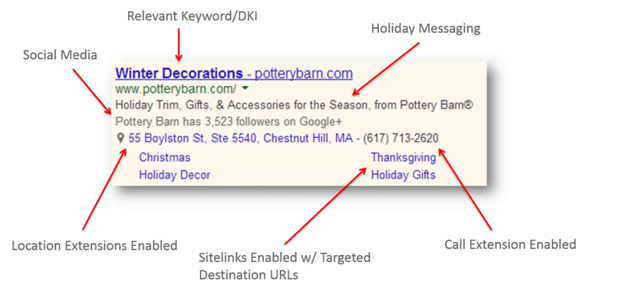 Relevant Keyword/DKI
Holiday Messaging
Social Media
Winter Decorations - potterybarn.com
www.potterybarn.com/
Holiday Trim, Gifts, & Accessories for the Season, from Pottery Barn®
Pottery Barn has 3,523 followers on Google+
55 Boylston St, Ste 5540, Chestnut Hill, MA - (617) 713-2620
Christmas Thanksgiving
Holiday Decor Holiday Gifts
Location Extensions Enabled
Sitelinks Enabled w/ Targeted
Destination URLs
Call Extension Enabled